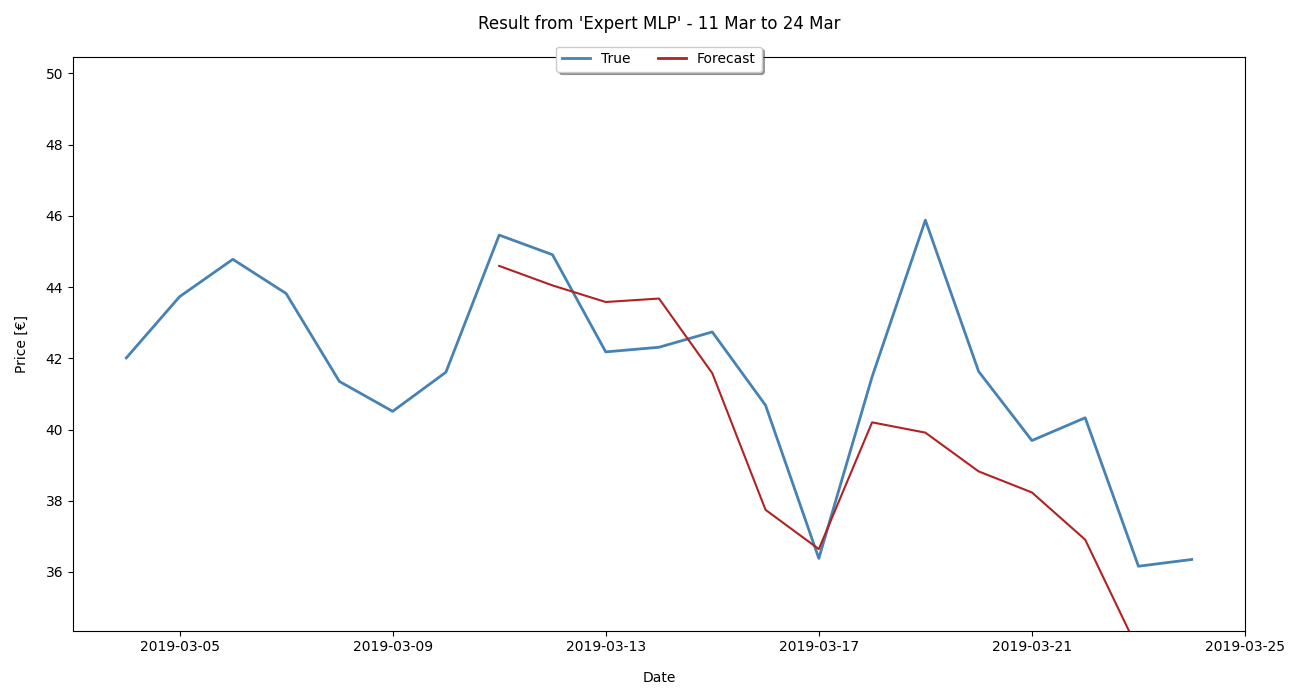 Result from 'Expert MLP' - 11 Mar to 24 Mar
True Forecast
50
48
46
44
42
40
38
36
Price [€]
2019-03-05 2019-03-09 2019-03-13 2019-03-17 2019-03-21 2019-03-25
Date